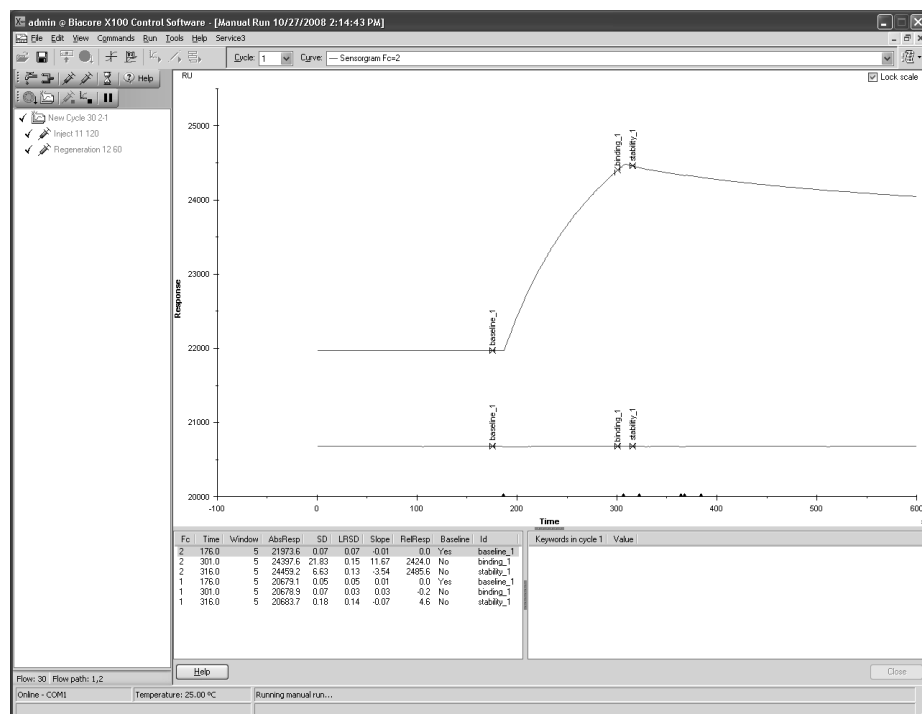 admin @ Biacore X100 Control Software - [Manual Run 10/27/2008 2:14:43 PM]
File Edit View Commands Run Tools Help Service3
Cycle: 1 Curve: — Sensorgram Fc=2
Help
New Cycle 30 2-1
Inject 11 120
Regeneration 12 60
RU
Lock scale
25000
24000
23000
22000
21000
20000
Response
baseline_1
binding_1
stability_1
baseline_1
binding_1
stability_1
-100 0 100 200 300 400 500 600
Time
Fc Time Window AbsResp SD LRSD Slope RelResp Baseline Id
2 176.0 5 21973.6 0.07 0.07 -0.01 0.0 Yes baseline_1
2 301.0 5 24397.6 21.83 0.15 11.67 2424.0 No binding_1
2 316.0 5 24459.2 6.63 0.13 -3.54 2485.6 No stability_1
1 176.0 5 20679.1 0.05 0.05 0.01 0.0 Yes baseline_1
1 301.0 5 20678.9 0.07 0.03 0.03 -0.2 No binding_1
1 316.0 5 20683.7 0.18 0.14 -0.07 4.6 No stability_1
Keywords in cycle 1 Value
Help
Close
Flow: 30 Flow path: 1,2
Online - COM1 Temperature: 25.00 ºC Running manual run...